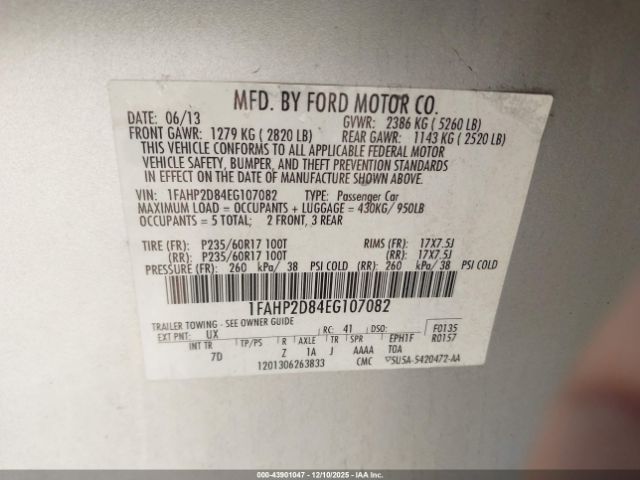 MFD. BY FORD MOTOR CO.
DATE: 06/13 GVWR: 2386 KG ( 5260 LB)
FRONT GAWR: 1279 KG ( 2820 LB) REAR GAWR: 1143 KG ( 2520 LB)
THIS VEHICLE CONFORMS TO ALL APPLICABLE FEDERAL MOTOR
VEHICLE SAFETY, BUMPER, AND THEFT PREVENTION STANDARDS
IN EFFECT ON THE DATE OF MANUFACTURE SHOWN ABOVE.
VIN: 1FAHP2D84EG107082 TYPE: Passenger Car
MAXIMUM LOAD = OCCUPANTS + LUGGAGE = 430KG/ 950LB
OCCUPANTS = 5 TOTAL; 2 FRONT, 3 REAR
TIRE (FR): P235/60R17 100T RIMS (FR): 17X7.5J
(RR): P235/60R17 100T (RR): 17X7.5J
PRESSURE (FR): 260 kPa/ 38 PSI COLD (RR): 260 kPa/ 38 PSI COLD
1FAHP2D84EG107082
TRAILER TOWING - SEE OWNER GUIDE
EXT PNT: UX RC: 41 DSO: F0135
INT TR TP/PS R AXLE TR SPR EPH1F R0157
7D Z 1A J AAAA TOA
1201306263833 CMC ▽5U5A-5420472-AA
000-43901047 - 12/10/2025 - IAA Inc.